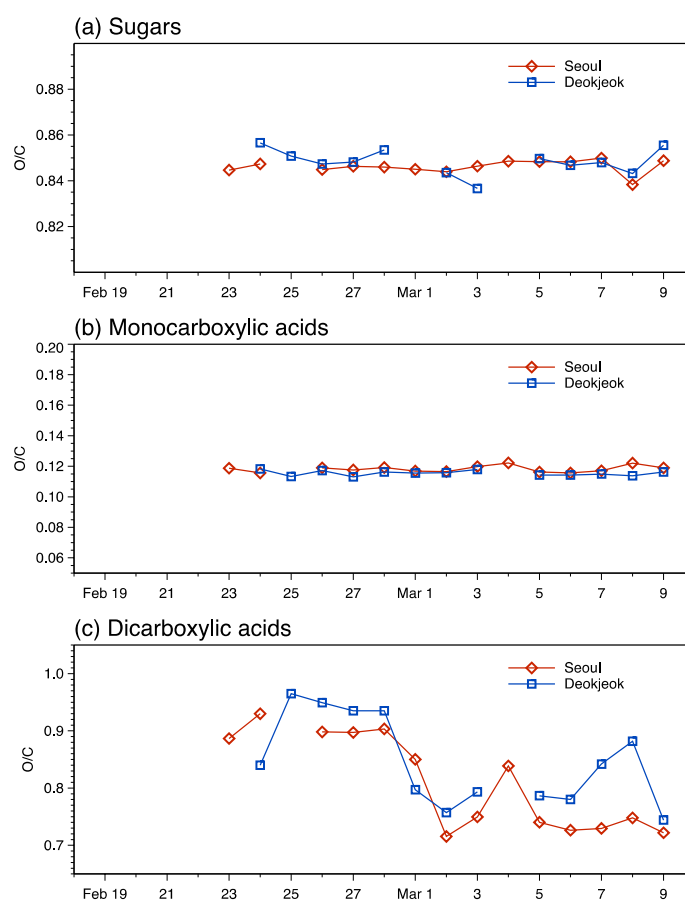 (a) Sugars
Seoul
Deokjeok
0.88
0.86
0.84
0.82
O/C
Feb 19 21 23 25 27 Mar 1 3 5 7 9
(b) Monocarboxylic acids
Seoul
Deokjeok
0.20
0.18
0.16
0.14
0.12
0.10
0.08
0.06
O/C
Feb 19 21 23 25 27 Mar 1 3 5 7 9
(c) Dicarboxylic acids
Seoul
Deokjeok
1.0
0.9
0.8
0.7
O/C
Feb 19 21 23 25 27 Mar 1 3 5 7 9